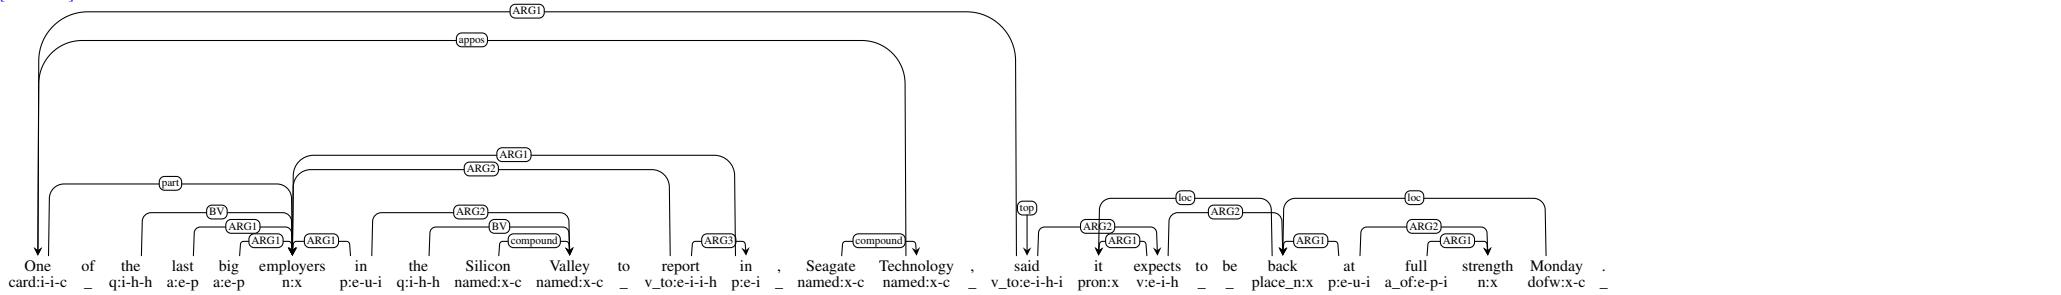 ARG1
appos
ARG1
ARG2
part
loc loc
top
BV ARG2 ARG2
ARG1 BV ARG2 ARG2
ARG1 ARG1 compound ARG3 compound ARG1 ARG1 ARG1
One of the last big employers in the Silicon Valley to report in , Seagate Technology , said it expects to be back at full strength Monday .
card:i-i-c _ q:i-h-h a:e-p a:e-p n:x p:e-u-i q:i-h-h named:x-c named:x-c _ v_to:e-i-i-h p:e-i _ named:x-c named:x-c _ v_to:e-i-h-i pron:x v:e-i-h _ _ place_n:x p:e-u-i a_of:e-p-i n:x dofw:x-c _